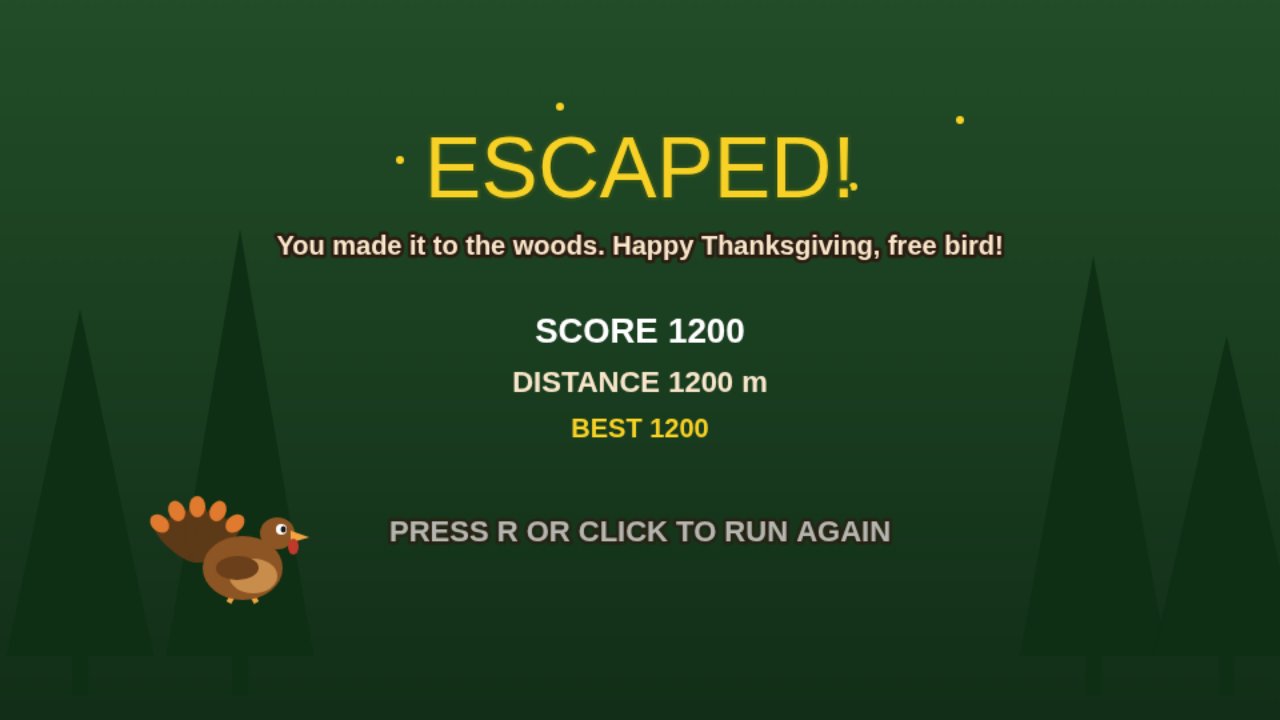 ESCAPED!
You made it to the woods. Happy Thanksgiving, free bird!
SCORE 1200
DISTANCE 1200 m
BEST 1200
PRESS R OR CLICK TO RUN AGAIN